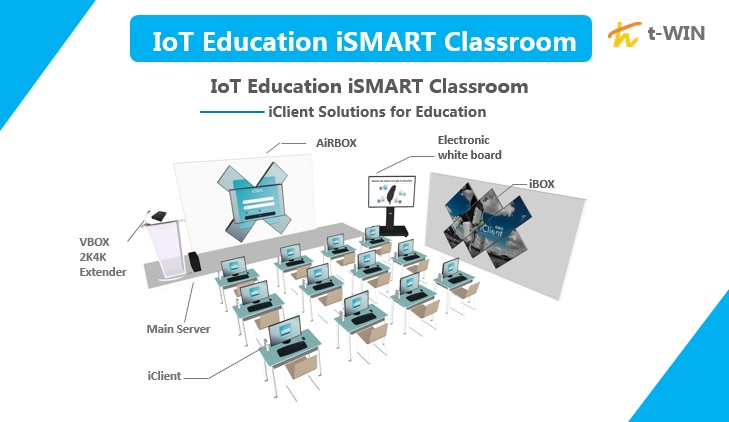 IoT Education iSMART Classroom
t-WIN
IoT Education iSMART Classroom
iClient Solutions for Education
AiRBOX
Electronic
white board
iBOX
iClient
VBOX
2K4K
Extender
Main Server
iClient